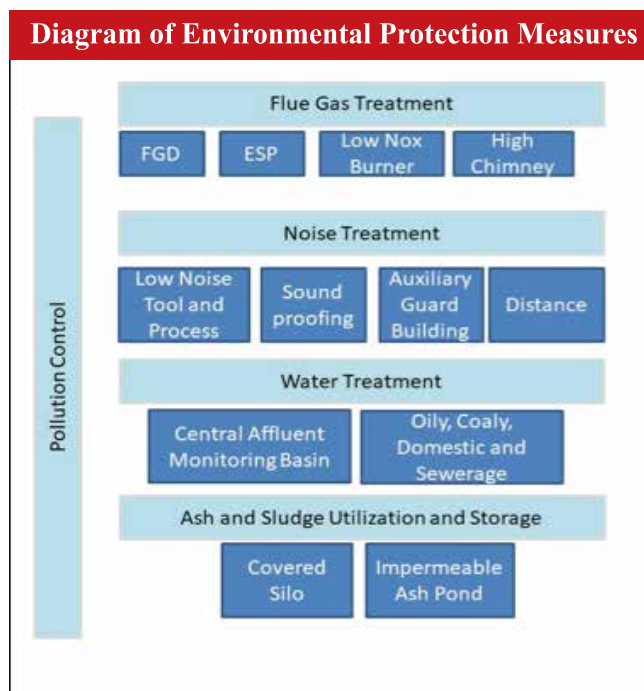 Diagram of Environmental Protection Measures
Pollution Control
Flue Gas Treatment
FGD
ESP
Low Nox
Burner
High
Chimney
Noise Treatment
Low Noise
Tool and
Process
Sound
proofing
Auxiliary
Guard
Building
Distance
Water Treatment
Central Affluent
Monitoring Basin
Oily, Coaly,
Domestic and
Sewerage
Ash and Sludge Utilization and Storage
Covered
Silo
Impermeable
Ash Pond